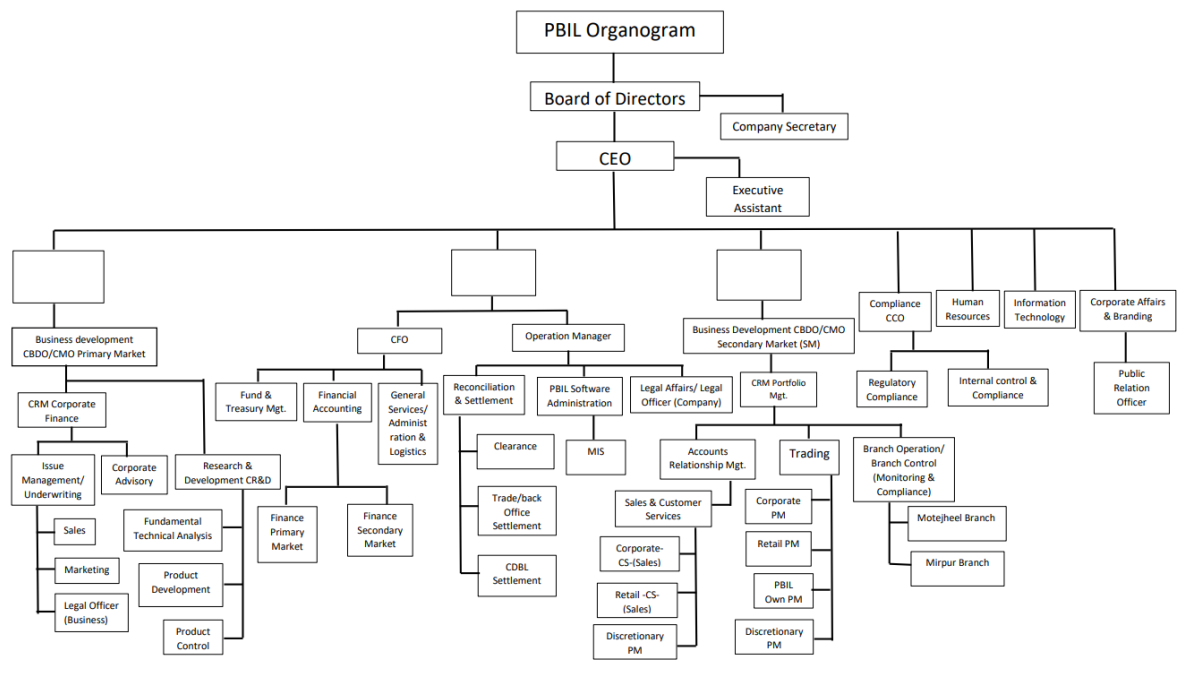 PBIL Organogram
Board of Directors
Company Secretary
CEO
Executive
Assistant
Business development
CBDO/CMO Primary Market
CFO
Operation Manager
Business Development CBDO/CMO
Secondary Market (SM)
Compliance
CCO
Human
Resources
Information
Technology
Corporate Affairs
& Branding
CRM Corporate
Finance
Fund &
Treasury Mgt.
Financial
Accounting
General
Services/
Administ
ration &
Logistics
Reconciliation
& Settlement
PBIL Software
Administration
Legal Affairs/ Legal
Officer (Company)
CRM Portfolio
Mgt.
Regulatory
Compliance
Internal control &
Compliance
Public
Relation
Officer
Issue
Management/
Underwriting
Corporate
Advisory
Research &
Development CR&D
Clearance
MIS
Accounts
Relationship Mgt.
Trading
Branch Operation/
Branch Control
(Monitoring &
Compliance)
Sales
Marketing
Legal Officer
(Business)
Fundamental
Technical Analysis
Product
Development
Product
Control
Finance
Primary
Market
Finance
Secondary
Market
Trade/back
Office
Settlement
CDBL
Settlement
Sales & Customer
Services
Corporate-
CS-(Sales)
Retail -CS-
(Sales)
Discretionary
PM
Corporate
PM
Retail PM
PBIL
Own PM
Discretionary
PM
Motejheel Branch
Mirpur Branch